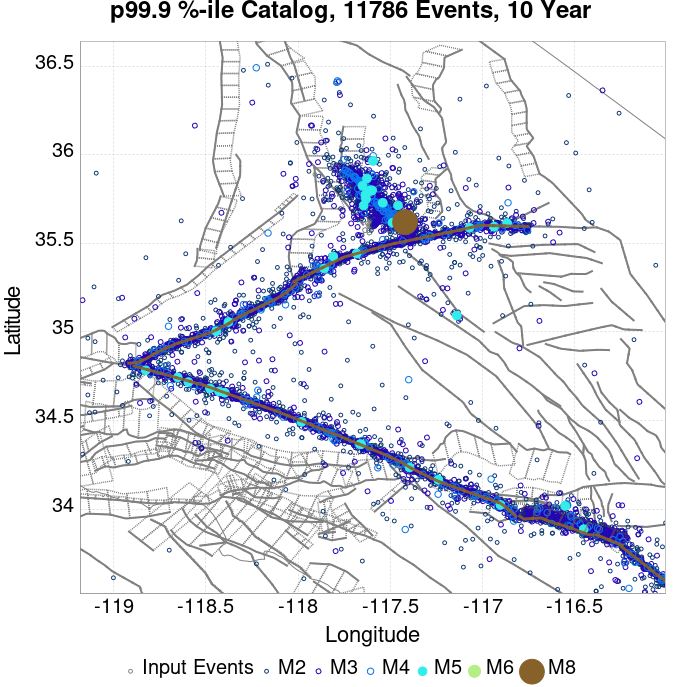 p99.9 %-ile Catalog, 11786 Events, 10 Year
36.5
36
35.5
35
34.5
34
Latitude
-119 -118.5 -118 -117.5 -117 -116.5
Longitude
Input Events M2 M3 M4 M5 M6 M8